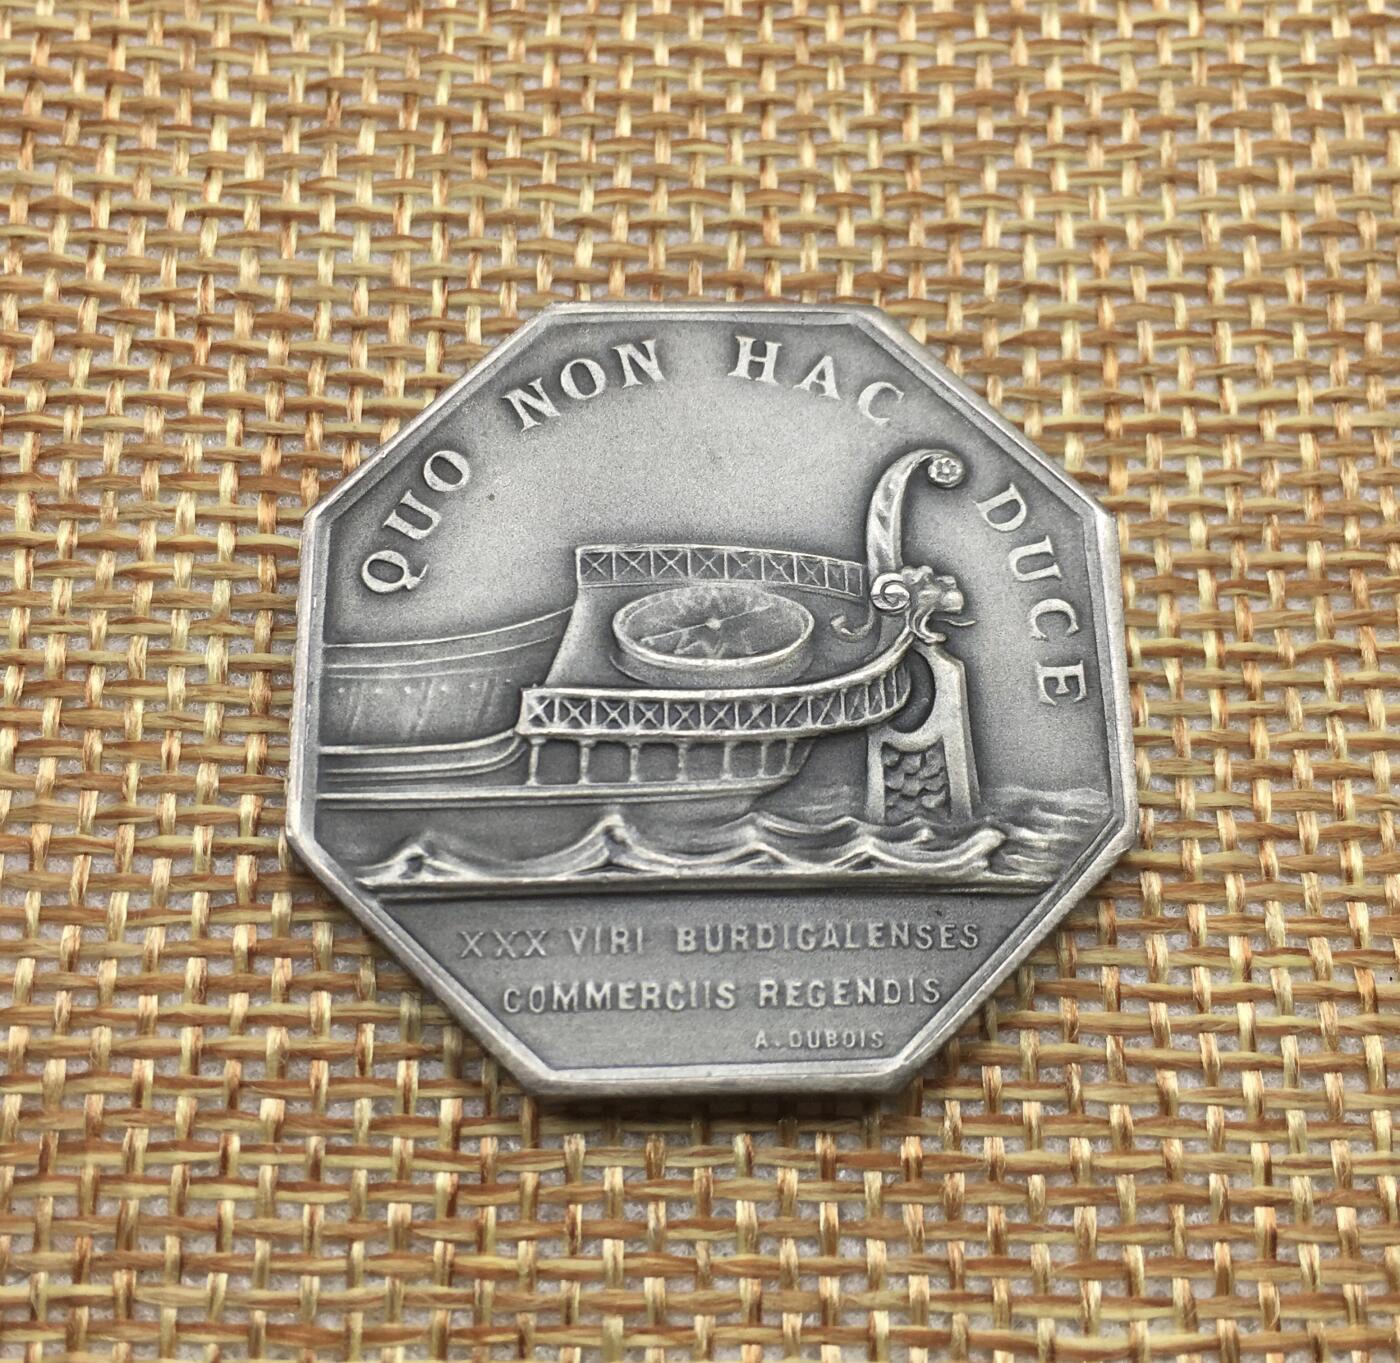 QUO NON HAC DUCE
XXX VIRI BURDIGALENSES
COMMERCIIS REGENDIS
A. DUBOIS